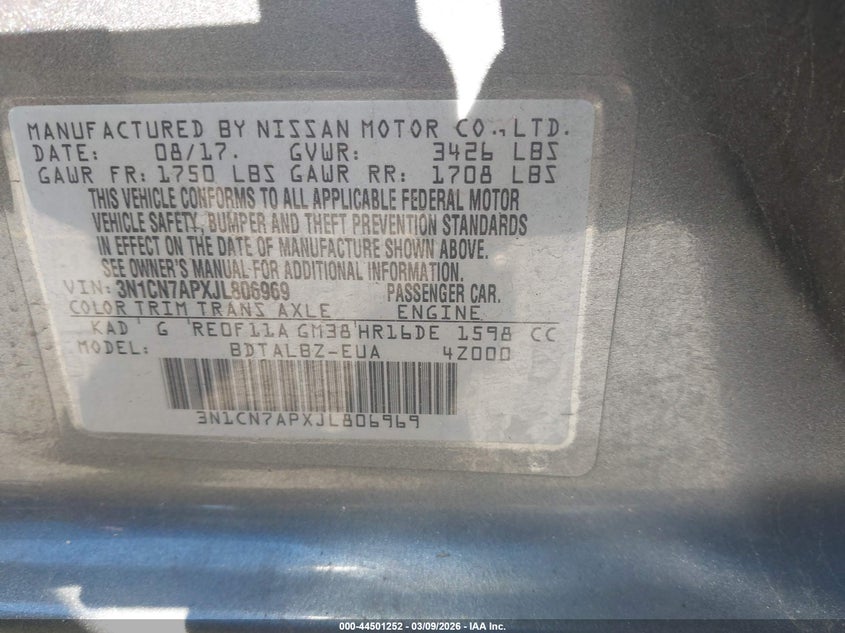 MANUFACTURED BY NISSAN MOTOR CO., LTD.
DATE: 08/17. GVWR: 3426 LBS
GAWR FR: 1750 LBS GAWR RR: 1708 LBS
THIS VEHICLE CONFORMS TO ALL APPLICABLE FEDERAL MOTOR
VEHICLE SAFETY, BUMPER AND THEFT PREVENTION STANDARDS
IN EFFECT ON THE DATE OF MANUFACTURE SHOWN ABOVE.
SEE OWNER'S MANUAL FOR ADDITIONAL INFORMATION.
VIN: 3N1CN7APXJL806969 PASSENGER CAR.
COLOR TRIM TRANS AXLE ENGINE
KAD G RE0F11A GM38 HR16DE 1598 CC
MODEL: BDTALBZ-EUA 4Z000
3N1CN7APXJL806969
000-44501252 | 03/09/2026 - IAA Inc.